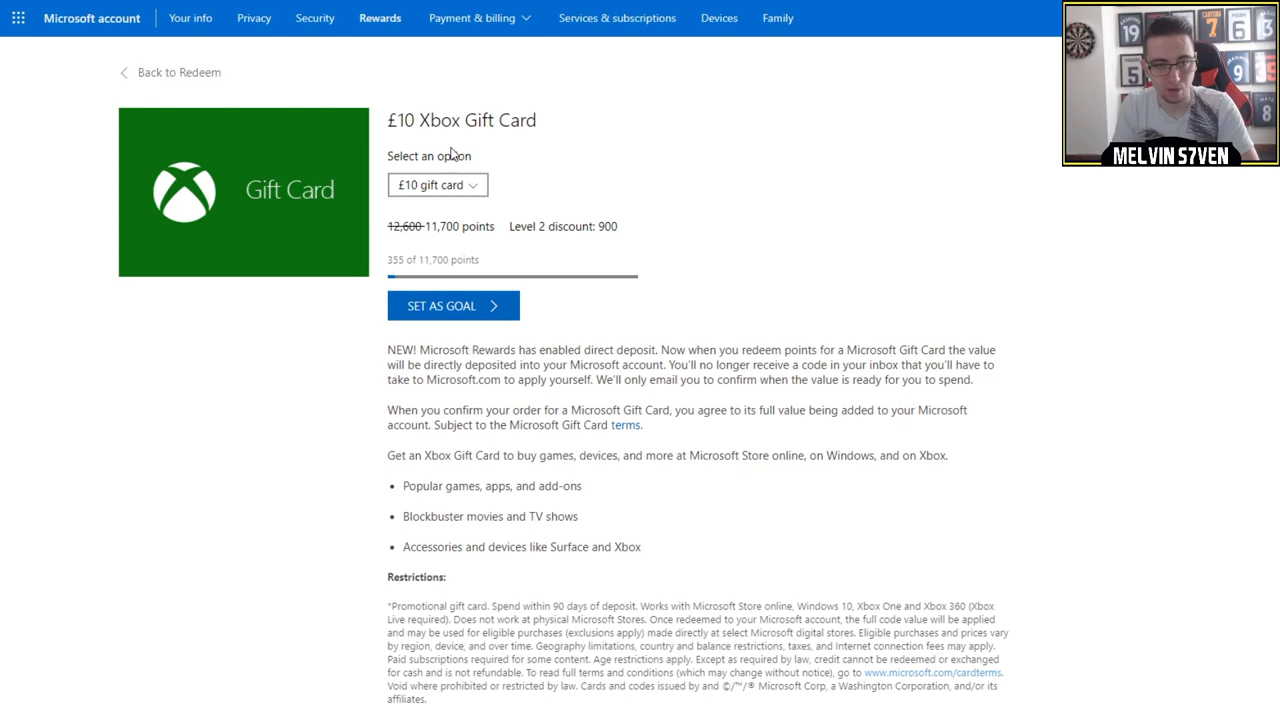 Microsoft account Your info Privacy Security Rewards Payment & billing Services & subscriptions Devices Family
Back to Redeem
£10 Xbox Gift Card
Select an option
Gift Card
£10 gift card
12,600 11,700 points Level 2 discount: 900
355 of 11,700 points
SET AS GOAL
NEW! Microsoft Rewards has enabled direct deposit. Now when you redeem points for a Microsoft Gift Card the value
will be directly deposited into your Microsoft account. You'll no longer receive a code in your inbox that you'll have to
take to Microsoft.com to apply yourself. We'll only email you to confirm when the value is ready for you to spend.
When you confirm your order for a Microsoft Gift Card, you agree to its full value being added to your Microsoft
account. Subject to the Microsoft Gift Card terms.
Get an Xbox Gift Card to buy games, devices, and more at Microsoft Store online, on Windows, and on Xbox.
• Popular games, apps, and add-ons
• Blockbuster movies and TV shows
• Accessories and devices like Surface and Xbox
Restrictions:
*Promotional gift card. Spend within 90 days of deposit. Works with Microsoft Store online, Windows 10, Xbox One and Xbox 360 (Xbox
Live required). Does not work at physical Microsoft Stores. Once redeemed to your Microsoft account, the full code value will be applied
and may be used for eligible purchases (exclusions apply) made directly at select Microsoft digital stores. Eligible purchases and prices vary
by region, device, and over time. Geography limitations, country and balance restrictions, taxes, and Internet connection fees may apply.
Paid subscriptions required for some content. Age restrictions apply. Except as required by law, credit cannot be redeemed or exchanged
for cash and is not refundable. To read full terms and conditions (which may change without notice), go to www.microsoft.com/cardterms.
Void where prohibited or restricted by law. Cards and codes issued by and ©/™/® Microsoft Corp, a Washington Corporation, and/or its
affiliates.
19
7
6
5
9
8
MELVIN S7VEN